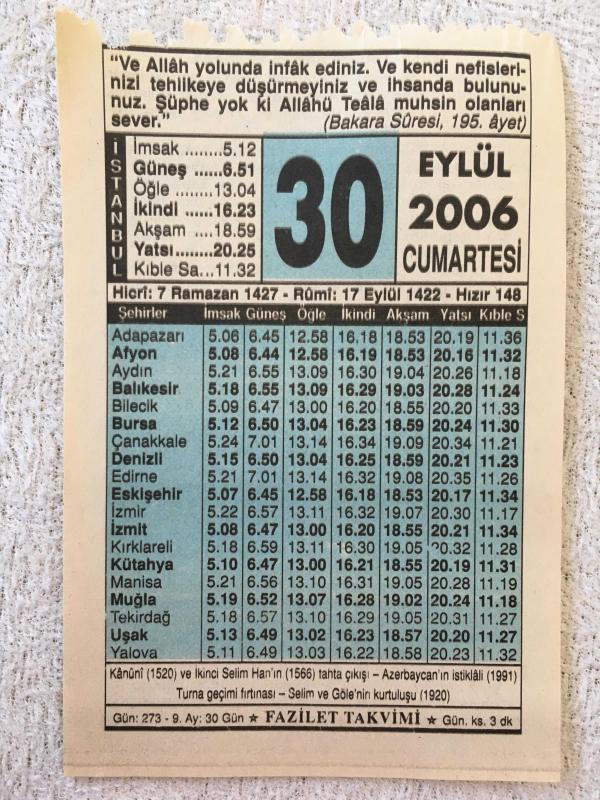 “Ve Allâh yolunda infâk ediniz. Ve kendi nefisleri-
nizi tehlikeye düşürmeyiniz ve ihsanda bulunu-
nuz. Şüphe yok ki Allâhü Teâlâ muhsin olanları
sever.” (Bakara Sûresi, 195. âyet)
İSTANBUL
İmsak ........5.12
Güneş ......6.51
Öğle ........13.04
İkindi ......16.23
Akşam ....18.59
Yatsı........20.25
Kıble Sa...11.32
30
EYLÜL
2006
CUMARTESİ
Hicrî: 7 Ramazan 1427 - Rûmî: 17 Eylül 1422 - Hızır 148
Şehirler İmsak Güneş Öğle İkindi Akşam Yatsı Kıble S
Adapazarı 5.06 6.45 12.58 16.18 18.53 20.19 11.36
Afyon 5.08 6.44 12.58 16.19 18.53 20.16 11.32
Aydın 5.21 6.55 13.09 16.30 19.04 20.26 11.18
Balıkesir 5.18 6.55 13.09 16.29 19.03 20.28 11.24
Bilecik 5.09 6.47 13.00 16.20 18.55 20.20 11.33
Bursa 5.12 6.50 13.04 16.23 18.59 20.24 11.30
Çanakkale 5.24 7.01 13.14 16.34 19.09 20.34 11.21
Denizli 5.15 6.50 13.04 16.25 18.59 20.21 11.23
Edirne 5.21 7.01 13.14 16.32 19.08 20.35 11.26
Eskişehir 5.07 6.45 12.58 16.18 18.53 20.17 11.34
İzmir 5.22 6.57 13.11 16.32 19.07 20.30 11.17
İzmit 5.08 6.47 13.00 16.20 18.55 20.21 11.34
Kırklareli 5.18 6.59 13.11 16.30 19.05 20.32 11.28
Kütahya 5.10 6.47 13.00 16.21 18.55 20.19 11.31
Manisa 5.21 6.56 13.10 16.31 19.05 20.28 11.19
Muğla 5.19 6.52 13.07 16.28 19.02 20.24 11.18
Tekirdağ 5.18 6.57 13.10 16.29 19.05 20.31 11.27
Uşak 5.13 6.49 13.02 16.23 18.57 20.20 11.27
Yalova 5.11 6.49 13.03 16.22 18.58 20.23 11.32
Kânûnî (1520) ve İkinci Selim Han’ın (1566) tahta çıkışı – Azerbaycan’ın istiklâli (1991)
Turna geçimi fırtınası – Selim ve Göle’nin kurtuluşu (1920)
Gün: 273 - 9. Ay: 30 Gün ★ FAZİLET TAKVİMİ ★ Gün. ks. 3 dk